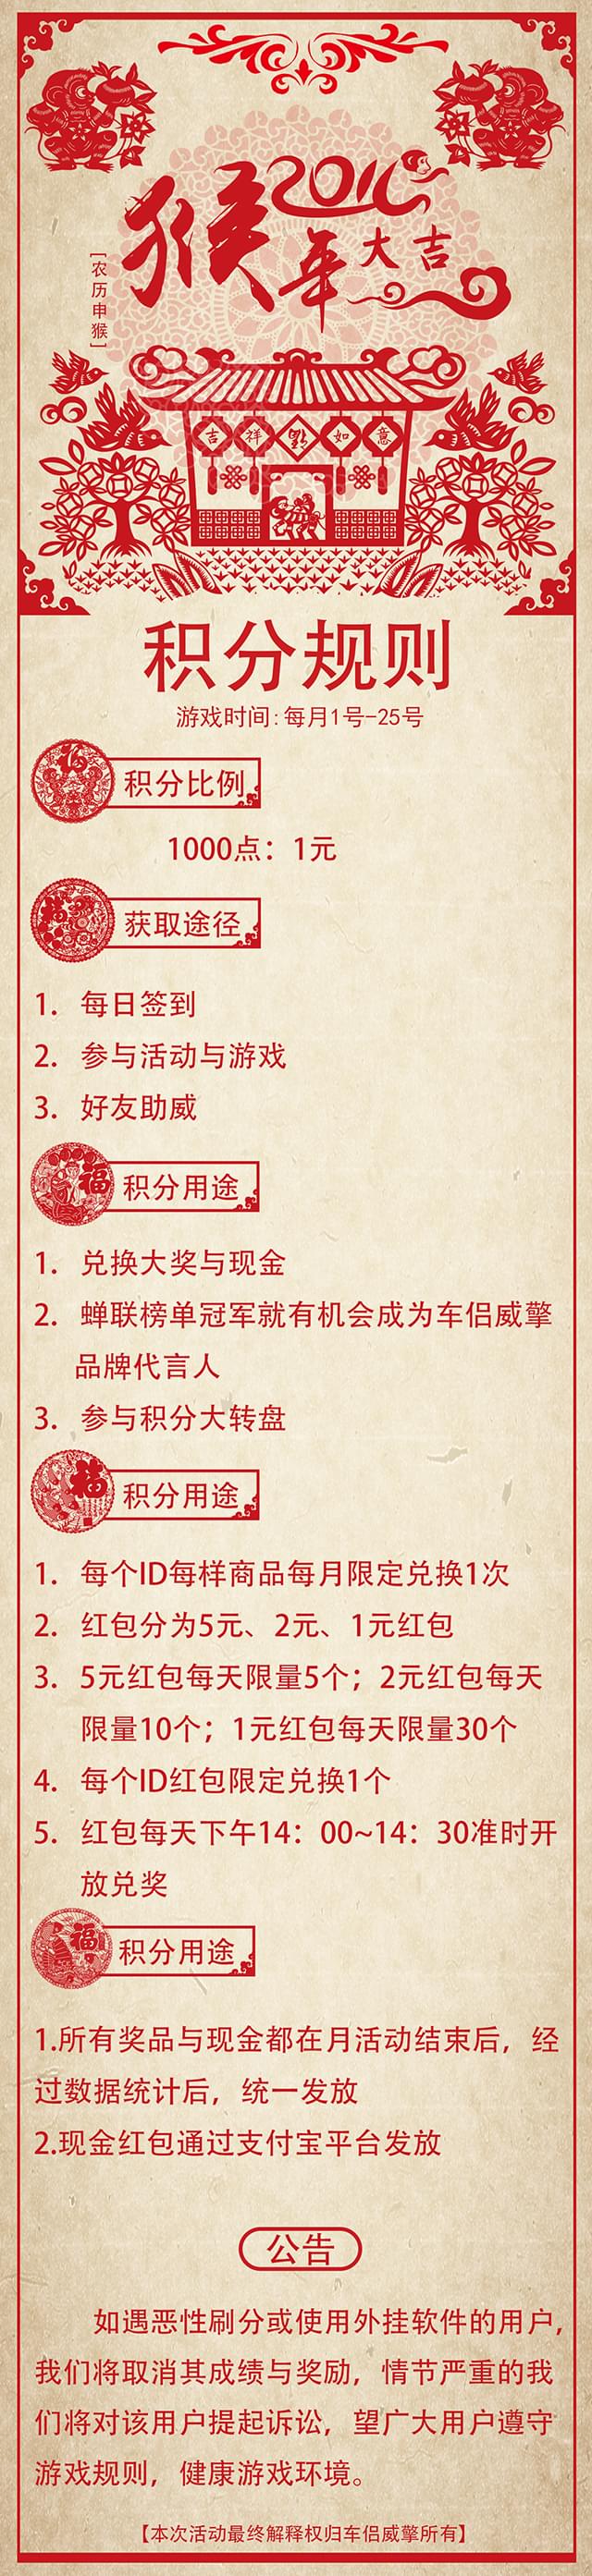 猴年大吉
2016
[农历申猴]
吉祥 如意
积分规则
游戏时间:每月1号-25号
积分比例
1000点：1元
获取途径
1. 每日签到
2. 参与活动与游戏
3. 好友助威
积分用途
1. 兑换大奖与现金
2. 蝉联榜单冠军就有机会成为车侣威擎
品牌代言人
3. 参与积分大转盘
积分用途
1. 每个ID每样商品每月限定兑换1次
2. 红包分为5元、2元、1元红包
3. 5元红包每天限量5个；2元红包每天
限量10个；1元红包每天限量30个
4. 每个ID红包限定兑换1个
5. 红包每天下午14：00~14：30准时开
放兑奖
积分用途
1.所有奖品与现金都在月活动结束后，经
过数据统计后，统一发放
2.现金红包通过支付宝平台发放
公告
如遇恶性刷分或使用外挂软件的用户,
我们将取消其成绩与奖励，情节严重的我
们将对该用户提起诉讼，望广大用户遵守
游戏规则，健康游戏环境。
【本次活动最终解释权归车侣威擎所有】